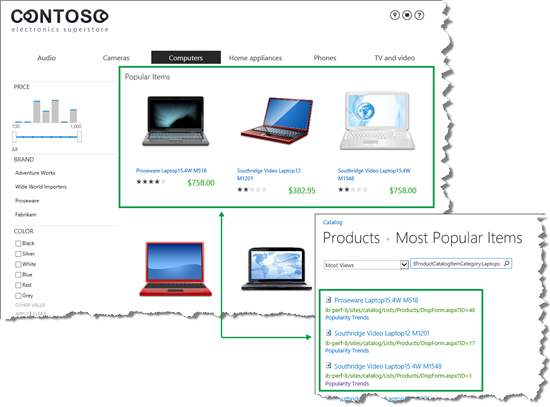 CONTOSO
electronics superstore
Audio Cameras Computers Home appliances Phones TV and video
PRICE
100 1,000
All
BRAND
Adventure Works
Wide World Importers
Proseware
Fabrikam
COLOR
Black
Silver
White
Blue
Red
Grey
OTHER VALUE
APPLY | CLEAR
Popular Items
Proseware Laptop15.4W M518
$758.00
Southridge Video Laptop12
M1201
$382.95
Southridge Video Laptop15.4W
M1548
$758.00
Catalog
Products › Most Popular Items
Most Views
tProductCatalogItemCategory:Laptops
Proseware Laptop15.4W M518
ib-perf-8/sites/catalog/Lists/Products/DispForm.aspx?ID=48
Popularity Trends
Southridge Video Laptop12 M1201
ib-perf-8/sites/catalog/Lists/Products/DispForm.aspx?ID=17
Popularity Trends
Southridge Video Laptop15.4W M1548
ib-perf-8/sites/catalog/Lists/Products/DispForm.aspx?ID=1
Popularity Trends